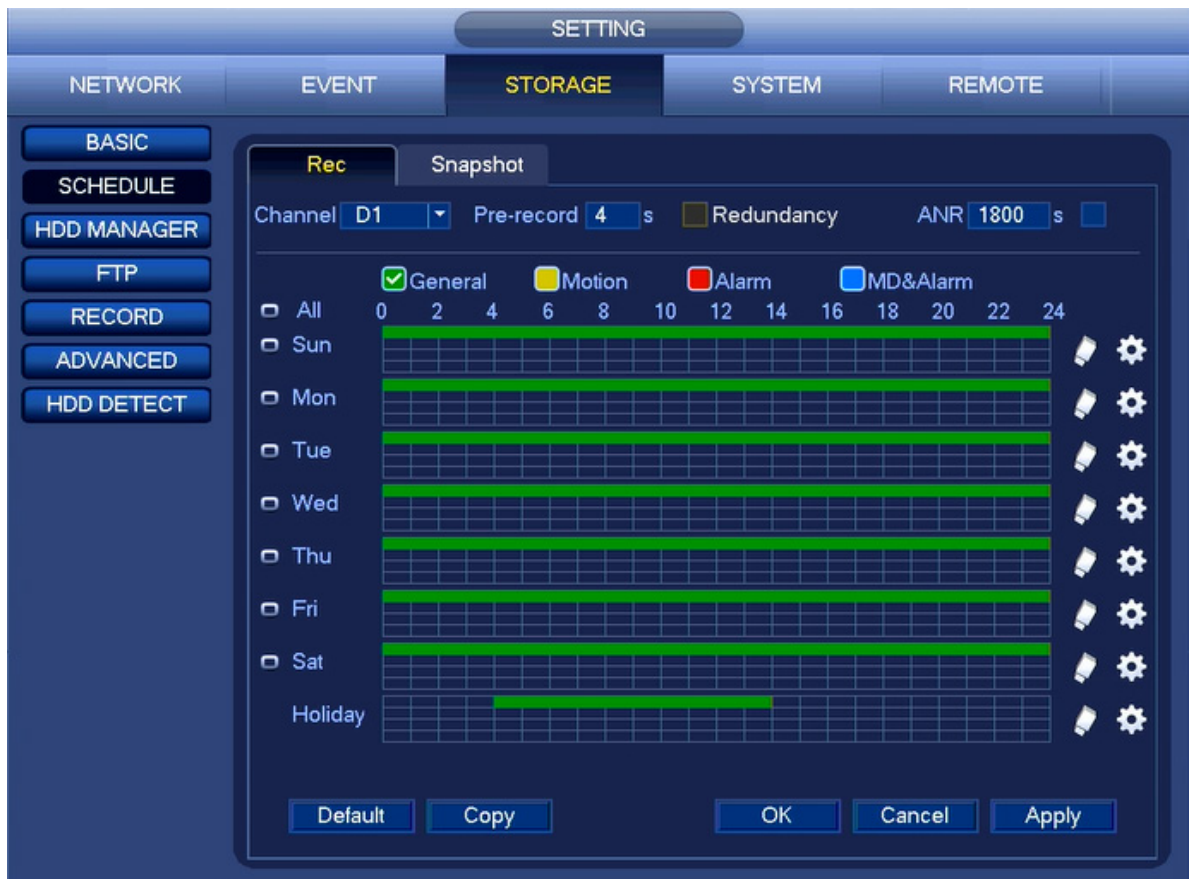 SETTING
NETWORK EVENT STORAGE SYSTEM REMOTE
BASIC
SCHEDULE
HDD MANAGER
FTP
RECORD
ADVANCED
HDD DETECT
Rec Snapshot
Channel D1 Pre-record 4 s Redundancy ANR 1800 s
General Motion Alarm MD&Alarm
All 0 2 4 6 8 10 12 14 16 18 20 22 24
Sun
Mon
Tue
Wed
Thu
Fri
Sat
Holiday
Default Copy OK Cancel Apply